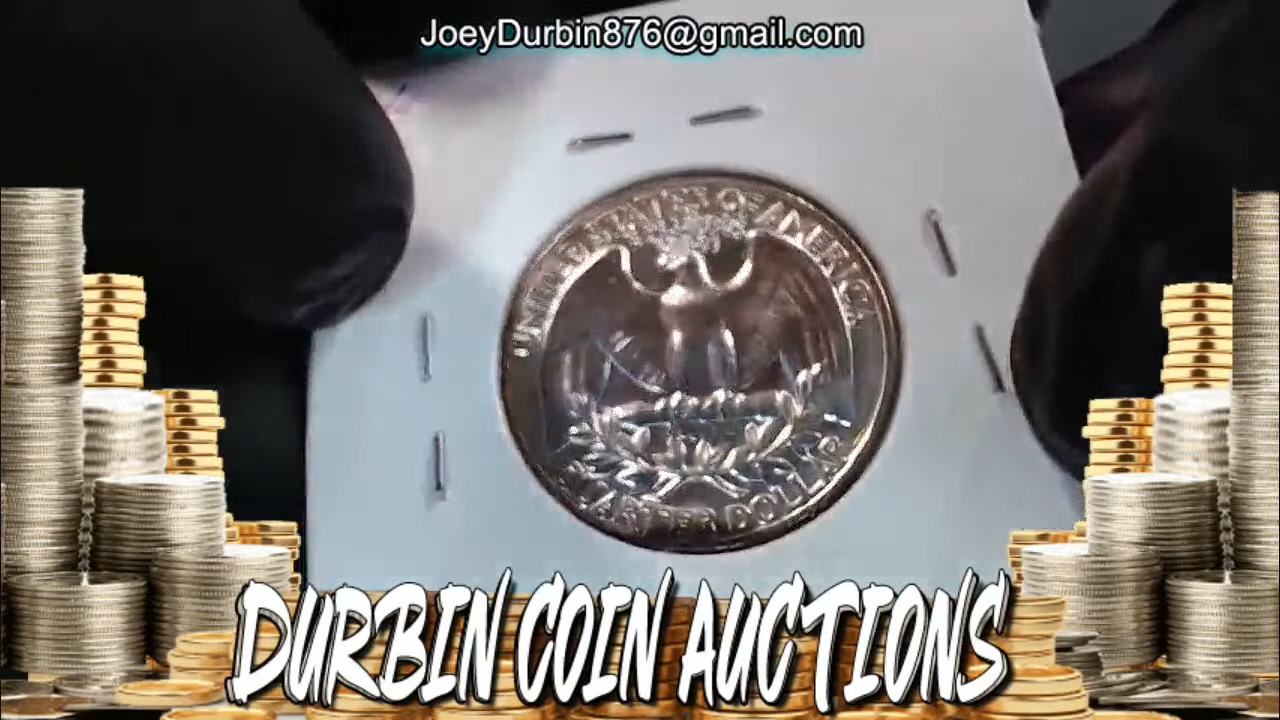 JoeyDurbin876@gmail.com
UNITED STATES OF AMERICA
QUARTER DOLLAR
DURBIN COIN AUCTIONS